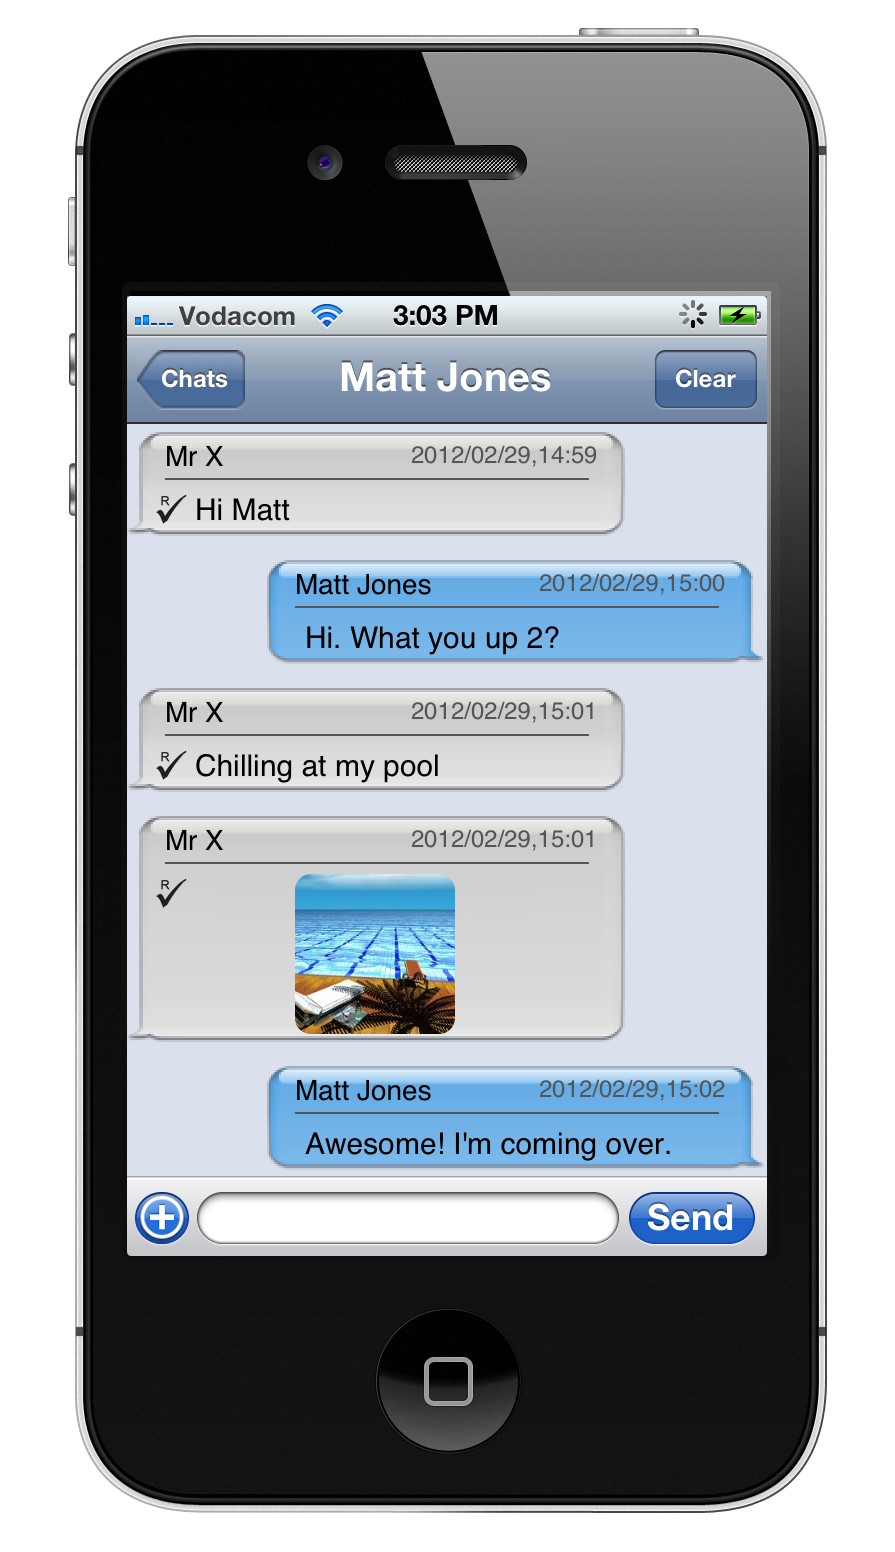 Vodacom 3:03 PM
Chats Matt Jones Clear
Mr X 2012/02/29,14:59
R Hi Matt
Matt Jones 2012/02/29,15:00
Hi. What you up 2?
Mr X 2012/02/29,15:01
R Chilling at my pool
Mr X 2012/02/29,15:01
R
Matt Jones 2012/02/29,15:02
Awesome! I'm coming over.
Send